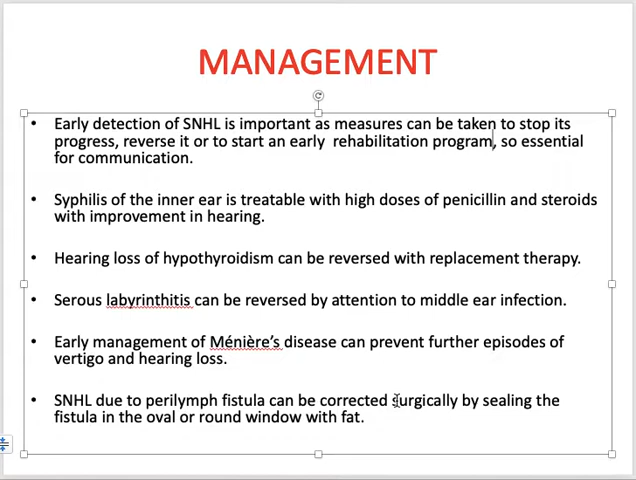 MANAGEMENT
• Early detection of SNHL is important as measures can be taken to stop its
progress, reverse it or to start an early rehabilitation program, so essential
for communication.
• Syphilis of the inner ear is treatable with high doses of penicillin and steroids
with improvement in hearing.
• Hearing loss of hypothyroidism can be reversed with replacement therapy.
• Serous labyrinthitis can be reversed by attention to middle ear infection.
• Early management of Ménière's disease can prevent further episodes of
vertigo and hearing loss.
• SNHL due to perilymph fistula can be corrected surgically by sealing the
fistula in the oval or round window with fat.